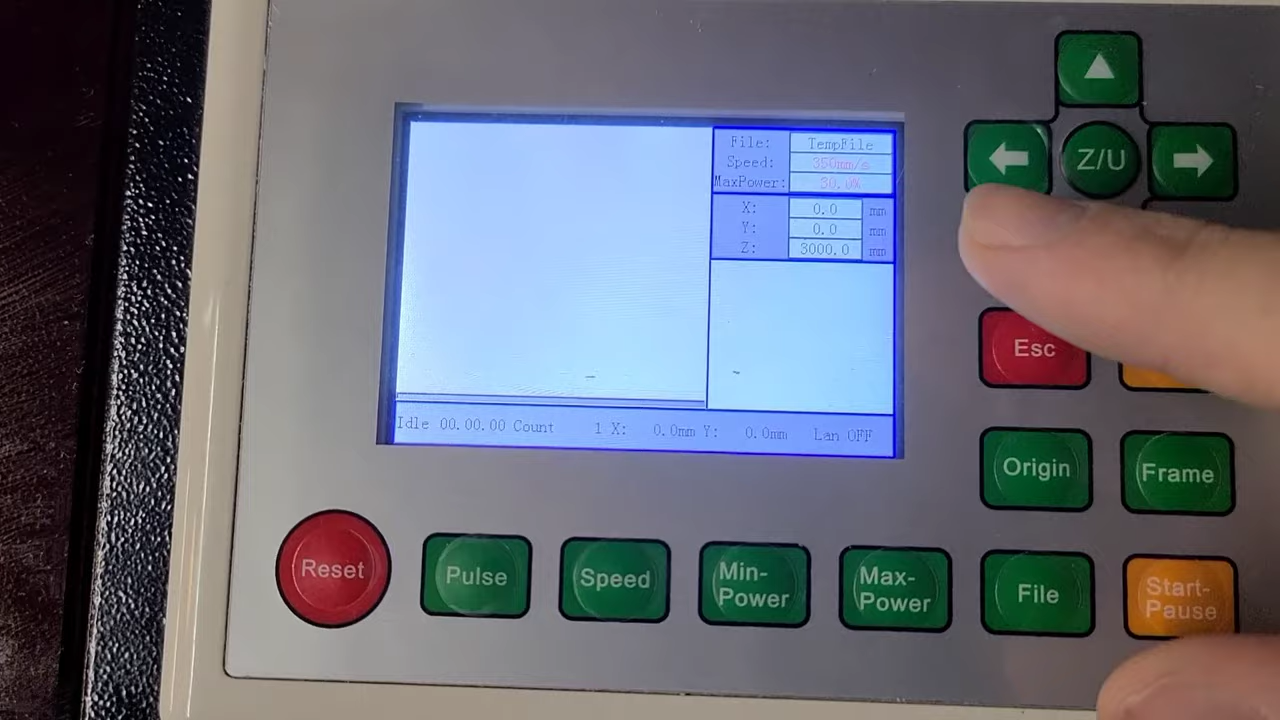 File: TempFile
Speed: 350mm/s
MaxPower: 30.0%
X: 0.0 mm
Y: 0.0 mm
Z: 3000.0 mm
Idle 00.00.00 Count 1 X: 0.0mm Y: 0.0mm Lan OFF
Z/U
Esc
Origin Frame
Reset Pulse Speed Min-
Power Max-
Power File Start-
Pause